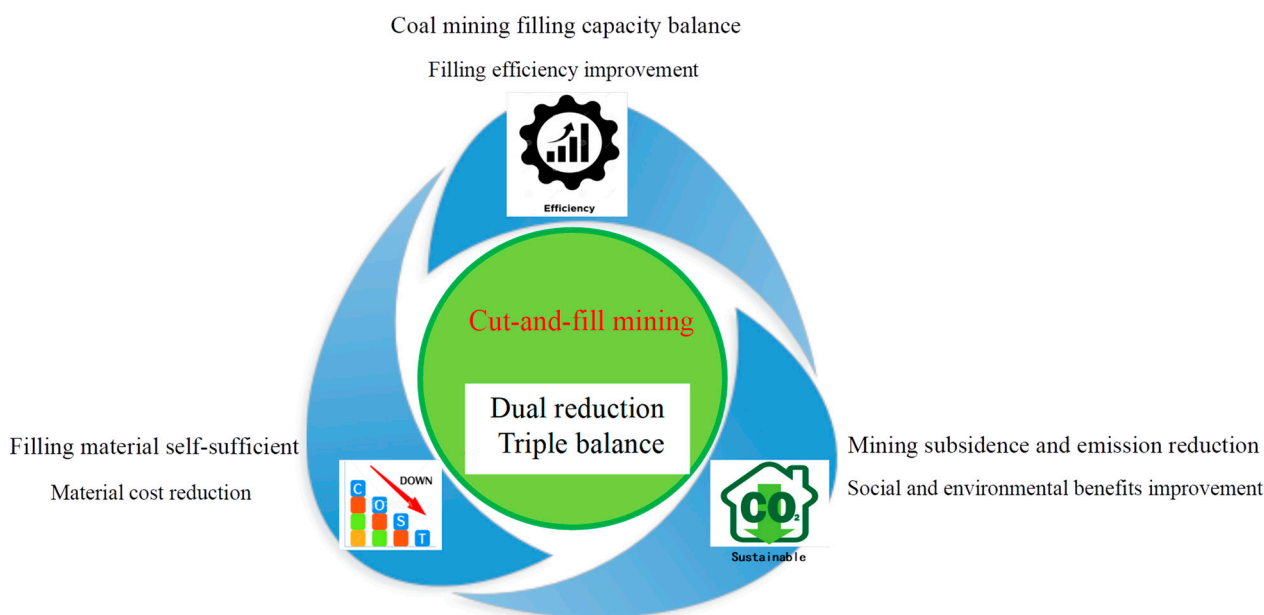 Coal mining filling capacity balance
Filling efficiency improvement
Efficiency
Cut-and-fill mining
Dual reduction
Triple balance
Filling material self-sufficient
Material cost reduction
DOWN
C
O
S
T
Mining subsidence and emission reduction
Social and environmental benefits improvement
CO₂
Sustainable